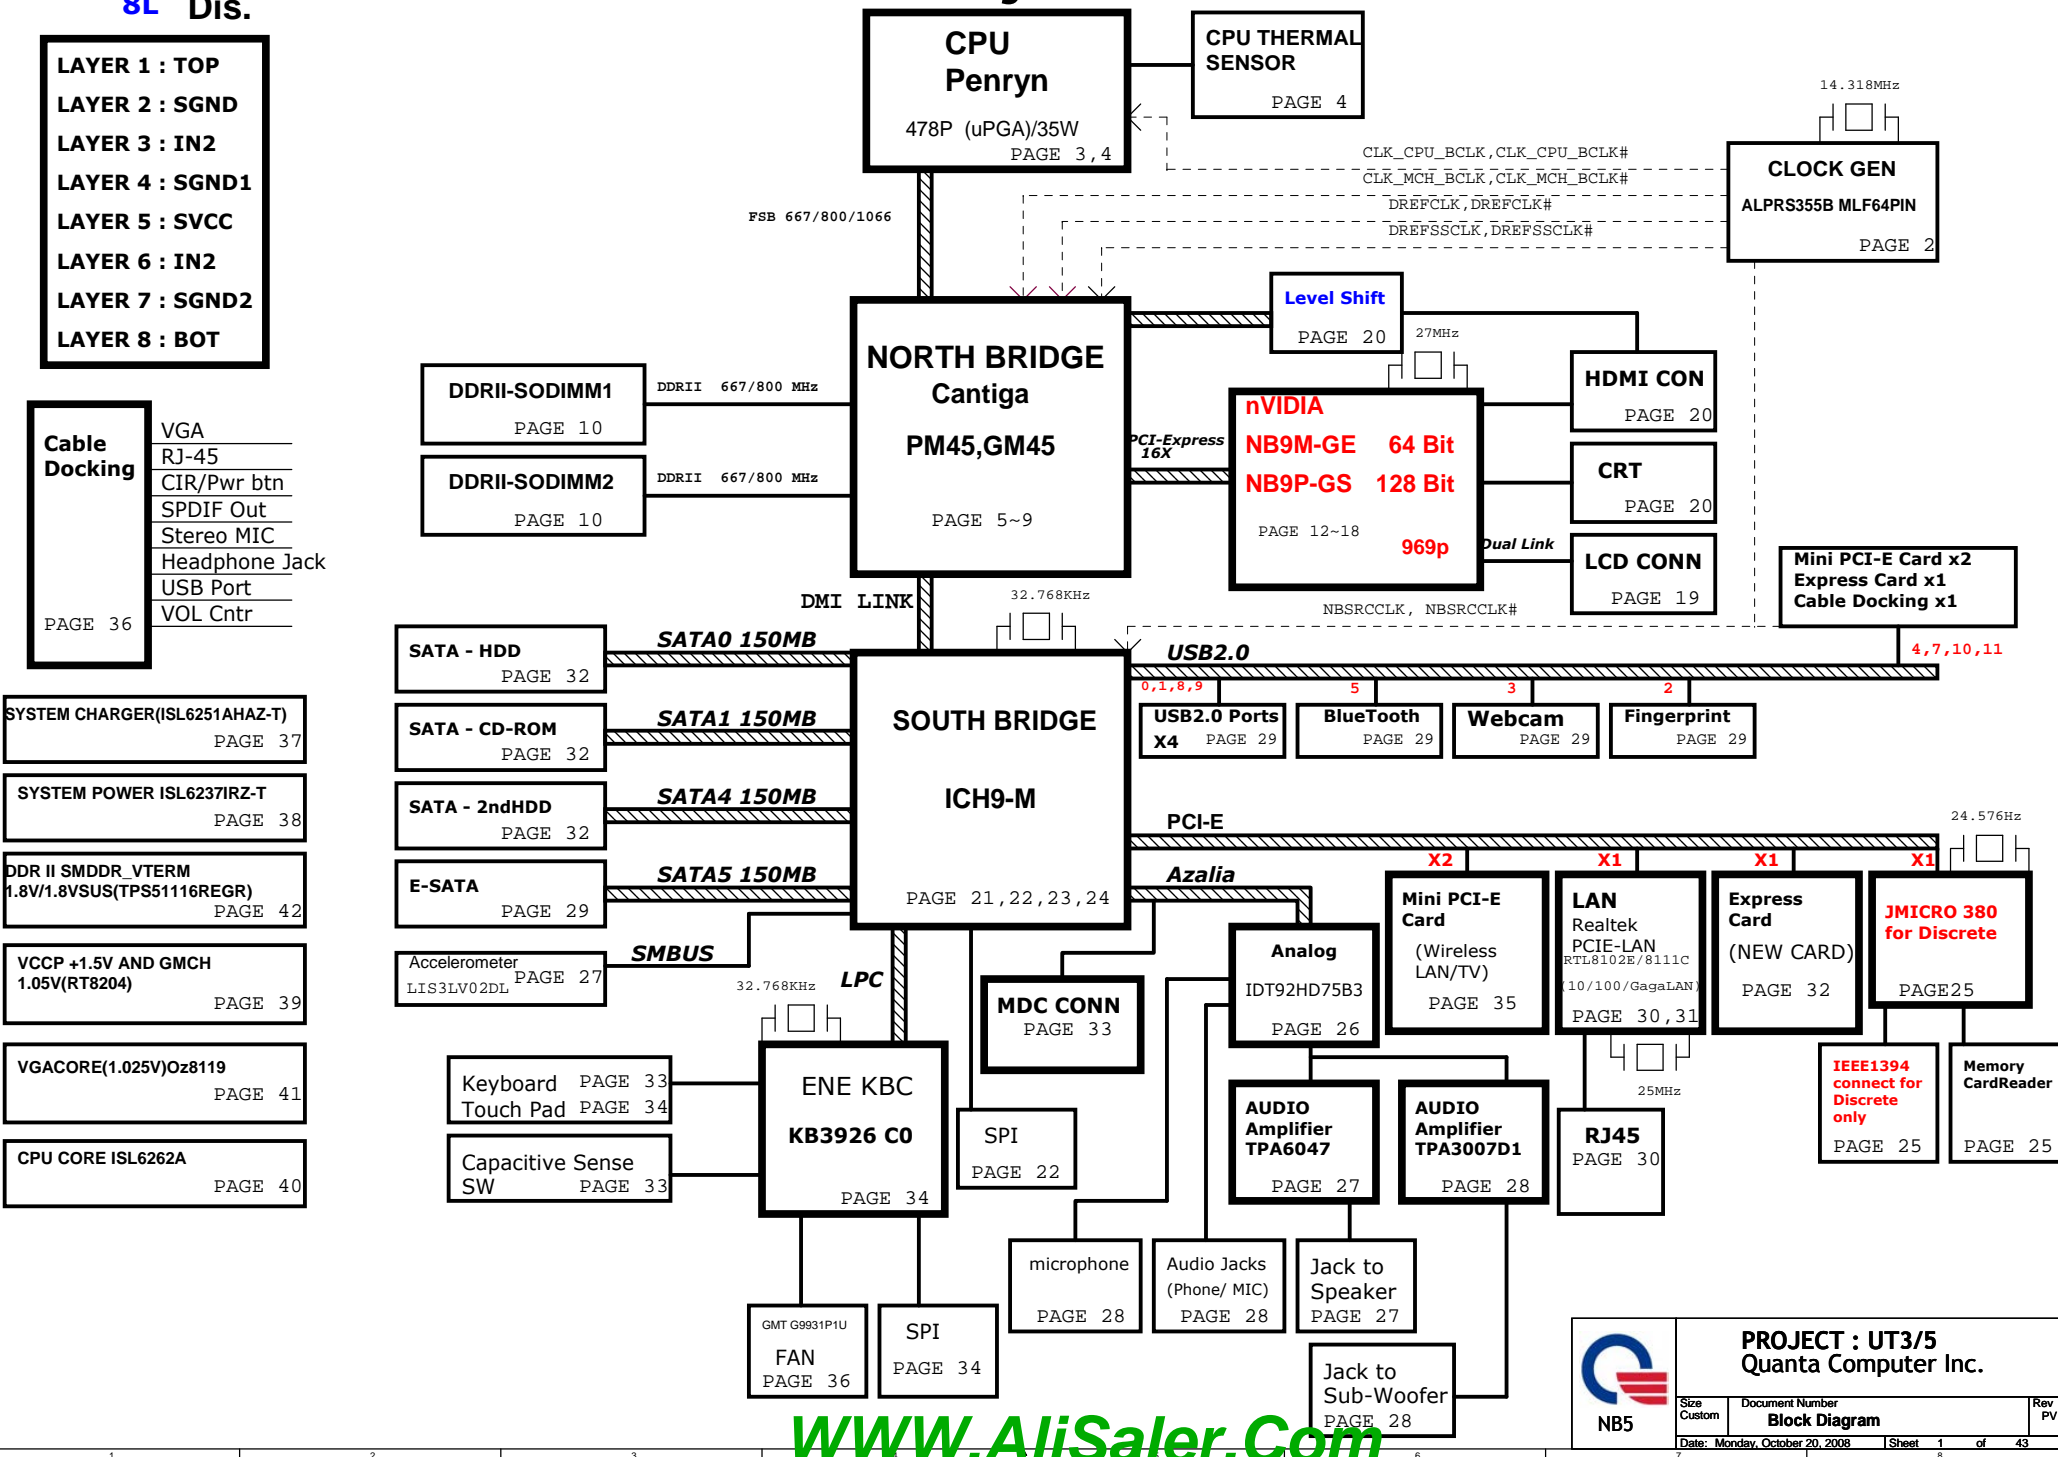 8L Dis.
LAYER 1 : TOP
LAYER 2 : SGND
LAYER 3 : IN2
LAYER 4 : SGND1
LAYER 5 : SVCC
LAYER 6 : IN2
LAYER 7 : SGND2
LAYER 8 : BOT
Cable
Docking
PAGE 36
VGA
RJ-45
CIR/Pwr btn
SPDIF Out
Stereo MIC
Headphone Jack
USB Port
VOL Cntr
SYSTEM CHARGER(ISL6251AHAZ-T)
PAGE 37
SYSTEM POWER ISL6237IRZ-T
PAGE 38
DDR II SMDDR_VTERM
1.8V/1.8VSUS(TPS51116REGR)
PAGE 42
VCCP +1.5V AND GMCH
1.05V(RT8204)
PAGE 39
VGACORE(1.025V)Oz8119
PAGE 41
CPU CORE ISL6262A
PAGE 40
CPU
Penryn
478P (uPGA)/35W
PAGE 3,4
CPU THERMAL
SENSOR
PAGE 4
14.318MHz
CLOCK GEN
ALPRS355B MLF64PIN
PAGE 2
CLK_CPU_BCLK,CLK_CPU_BCLK#
CLK_MCH_BCLK,CLK_MCH_BCLK#
DREFCLK,DREFCLK#
DREFSSCLK,DREFSSCLK#
FSB 667/800/1066
NORTH BRIDGE
Cantiga
PM45,GM45
PAGE 5~9
DDRII-SODIMM1
PAGE 10
DDRII 667/800 MHz
DDRII-SODIMM2
PAGE 10
DDRII 667/800 MHz
Level Shift
PAGE 20
27MHz
PCI-Express
16X
nVIDIA
NB9M-GE 64 Bit
NB9P-GS 128 Bit
PAGE 12~18
969p
HDMI CON
PAGE 20
CRT
PAGE 20
Dual Link
LCD CONN
PAGE 19
NBSRCCLK, NBSRCCLK#
Mini PCI-E Card x2
Express Card x1
Cable Docking x1
4,7,10,11
DMI LINK
32.768KHz
SATA - HDD
PAGE 32
SATA0 150MB
SATA - CD-ROM
PAGE 32
SATA1 150MB
SATA - 2ndHDD
PAGE 32
SATA4 150MB
E-SATA
PAGE 29
SATA5 150MB
Accelerometer
LIS3LV02DL
PAGE 27
SMBUS
SOUTH BRIDGE
ICH9-M
PAGE 21,22,23,24
USB2.0
0,1,8,9
5
3
2
USB2.0 Ports
X4 PAGE 29
BlueTooth
PAGE 29
Webcam
PAGE 29
Fingerprint
PAGE 29
PCI-E
24.576Hz
X2
X1
X1
X1
Azalia
Mini PCI-E
Card
(Wireless
LAN/TV)
PAGE 35
LAN
Realtek
PCIE-LAN
RTL8102E/8111C
(10/100/GagaLAN)
PAGE 30,31
Express
Card
(NEW CARD)
PAGE 32
JMICRO 380
for Discrete
PAGE25
Analog
IDT92HD75B3
PAGE 26
MDC CONN
PAGE 33
LPC
32.768KHz
ENE KBC
KB3926 C0
PAGE 34
Keyboard PAGE 33
Touch Pad PAGE 34
Capacitive Sense
SW PAGE 33
SPI
PAGE 22
AUDIO
Amplifier
TPA6047
PAGE 27
AUDIO
Amplifier
TPA3007D1
PAGE 28
25MHz
RJ45
PAGE 30
IEEE1394
connect for
Discrete
only
PAGE 25
Memory
CardReader
PAGE 25
GMT G9931P1U
FAN
PAGE 36
SPI
PAGE 34
microphone
PAGE 28
Audio Jacks
(Phone/ MIC)
PAGE 28
Jack to
Speaker
PAGE 27
Jack to
Sub-Woofer
PAGE 28
WWW.AliSaler.Com
NB5
PROJECT : UT3/5
Quanta Computer Inc.
Size
Custom
Document Number
Block Diagram
Rev
PV
Date: Monday, October 20, 2008
Sheet 1 of 43
1 2 3 6 7 8